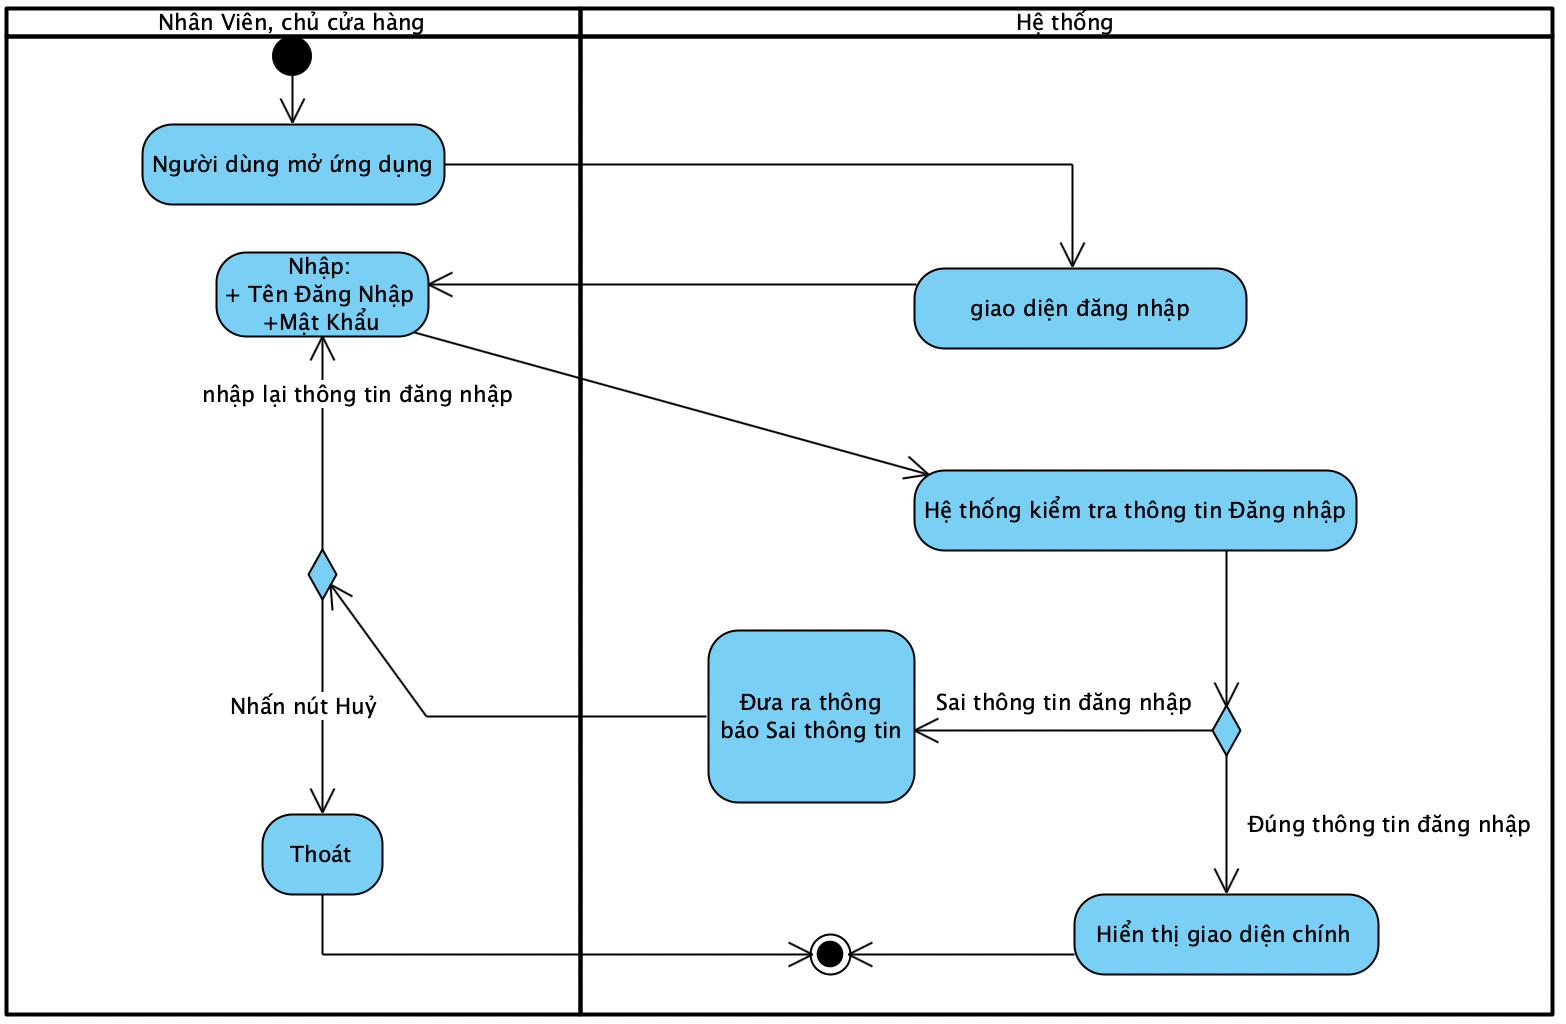 Nhân Viên, chủ cửa hàng
Hệ thống
Người dùng mở ứng dụng
Nhập:
+ Tên Đăng Nhập
+Mật Khẩu
giao diện đăng nhập
nhập lại thông tin đăng nhập
Hệ thống kiểm tra thông tin Đăng nhập
Nhấn nút Huỷ
Đưa ra thông
báo Sai thông tin
Sai thông tin đăng nhập
Đúng thông tin đăng nhập
Thoát
Hiển thị giao diện chính